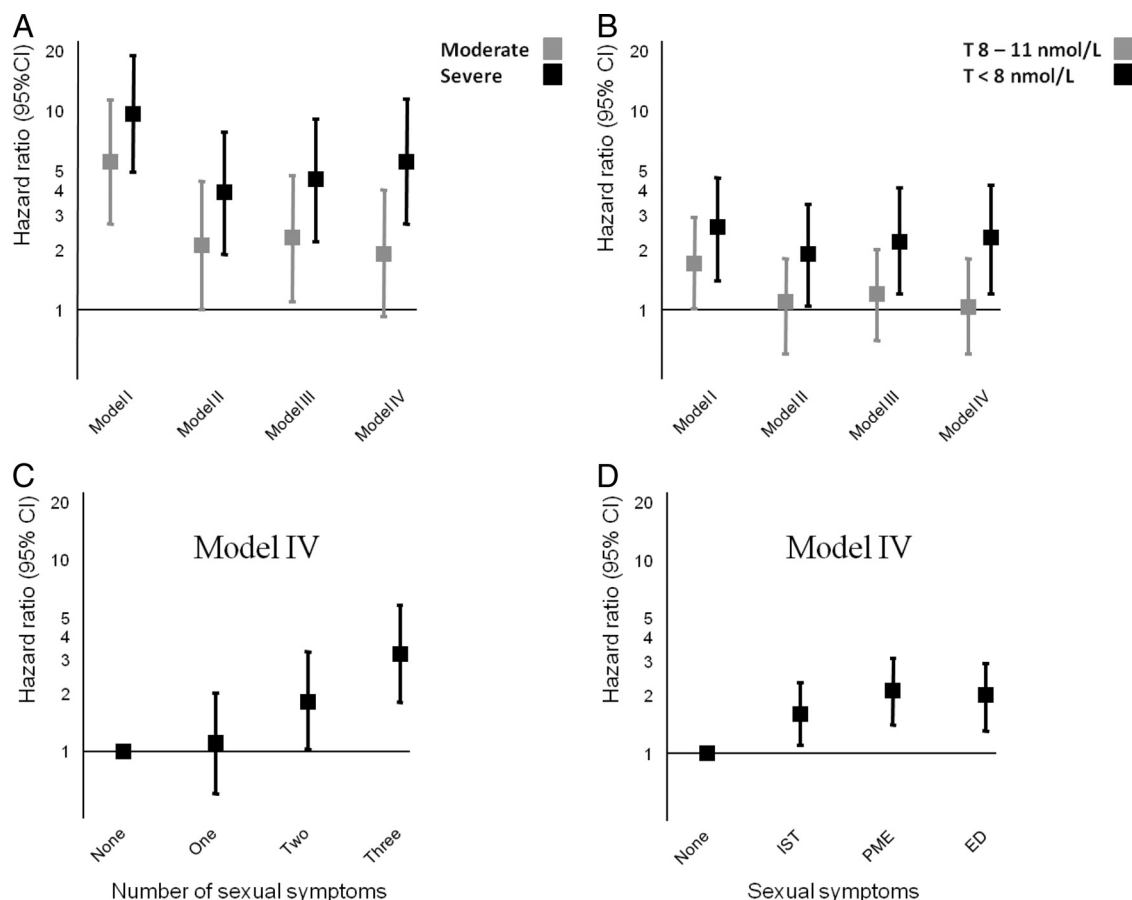 A
Hazard ratio (95%CI)
20
10
5
4
3
2
1
Moderate
Severe
Model I
Model II
Model III
Model IV
B
Hazard ratio (95% CI)
20
10
5
4
3
2
1
T 8 – 11 nmol/L
T < 8 nmol/L
Model I
Model II
Model III
Model IV
C
Hazard ratio (95% CI)
20
10
5
4
3
2
1
Model IV
None
One
Two
Three
Number of sexual symptoms
D
Hazard ratio (95% CI)
20
10
5
4
3
2
1
Model IV
None
IST
PME
ED
Sexual symptoms